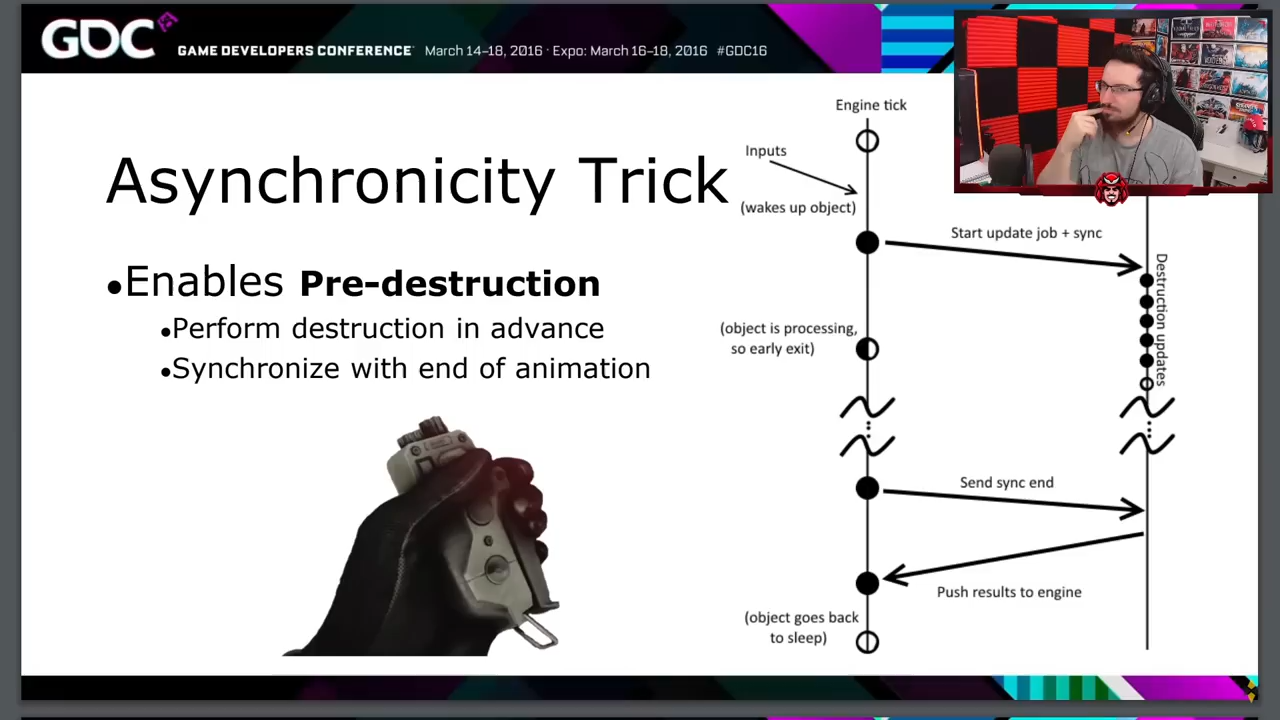 GDC GAME DEVELOPERS CONFERENCE March 14–18, 2016 · Expo: March 16–18, 2016 #GDC16
Asynchronicity Trick
•Enables Pre-destruction
•Perform destruction in advance
•Synchronize with end of animation
Engine tick
Inputs
(wakes up object)
Start update job + sync
Destruction updates
(object is processing,
so early exit)
Send sync end
Push results to engine
(object goes back
to sleep)